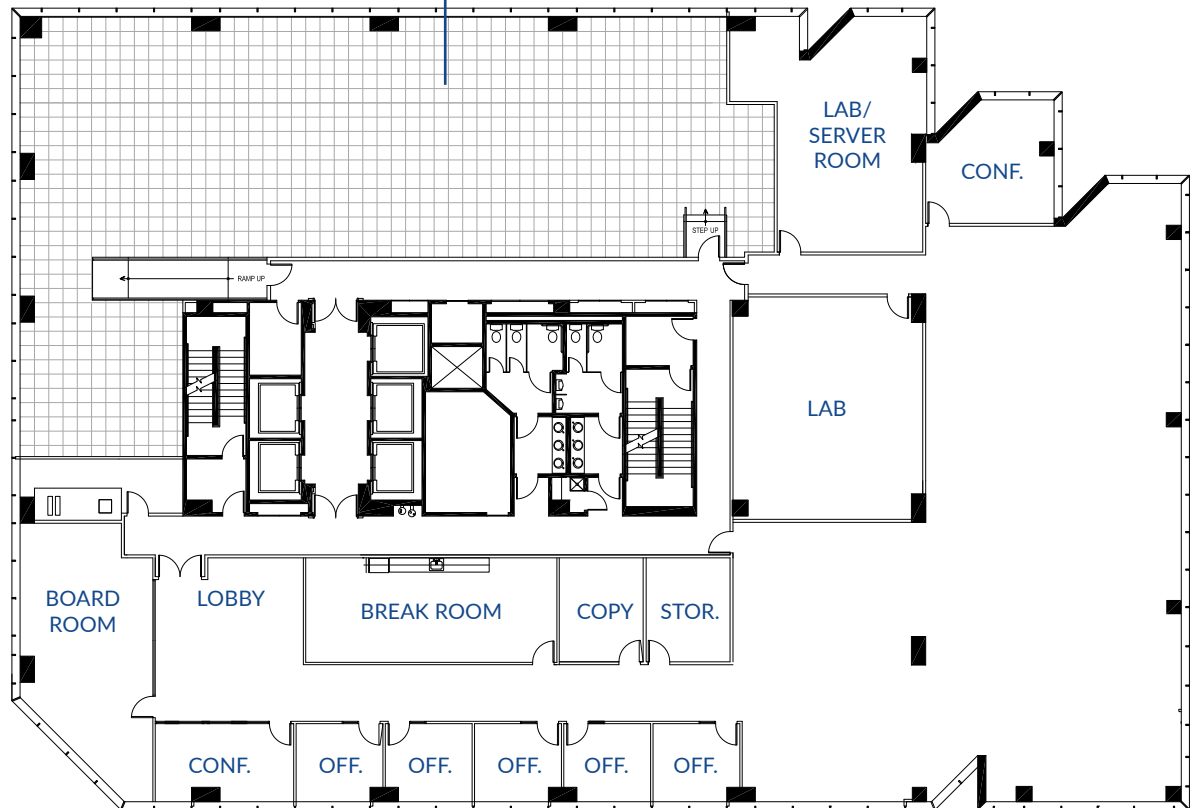 LAB/
SERVER
ROOM
CONF.
STEP UP
RAMP UP
LAB
BOARD
ROOM
LOBBY
BREAK ROOM
COPY
STOR.
CONF.
OFF.
OFF.
OFF.
OFF.
OFF.